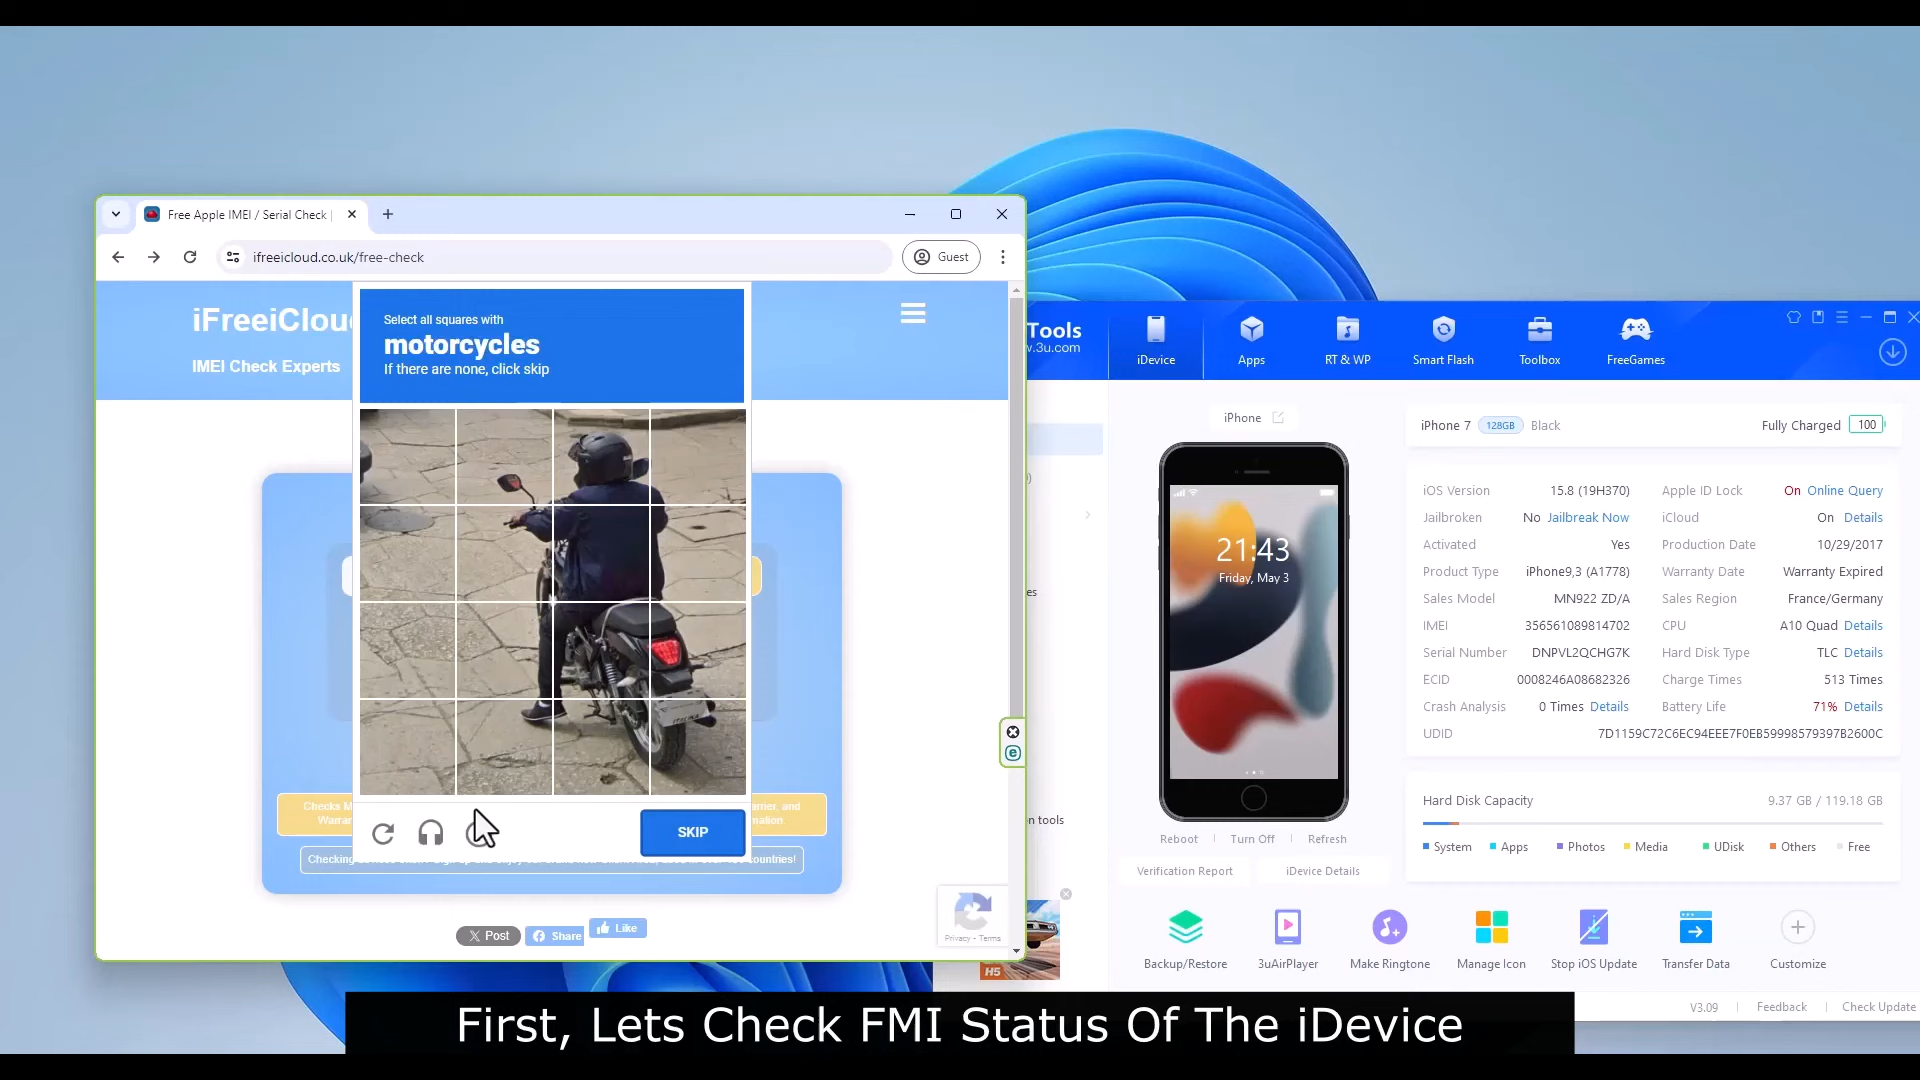 Free Apple IMEI / Serial Check |
ifreeicloud.co.uk/free-check
Guest
iFreeiCloud
IMEI Check Experts
Select all squares with
motorcycles
If there are none, click skip
SKIP
Checking
countries!
Post
Share
Like
Privacy - Terms
Tools
w.3u.com
iDevice
Apps
RT & WP
Smart Flash
Toolbox
FreeGames
iPhone
21:43
Friday, May 3
Reboot
Turn Off
Refresh
Verification Report
iDevice Details
iPhone 7 128GB Black
Fully Charged 100
iOS Version 15.8 (19H370) Apple ID Lock On Online Query
Jailbroken No Jailbreak Now iCloud On Details
Activated Yes Production Date 10/29/2017
Product Type iPhone9,3 (A1778) Warranty Date Warranty Expired
Sales Model MN922 ZD/A Sales Region France/Germany
IMEI 356561089814702 CPU A10 Quad Details
Serial Number DNPVL2QCHG7K Hard Disk Type TLC Details
ECID 0008246A08682326 Charge Times 513 Times
Crash Analysis 0 Times Details Battery Life 71% Details
UDID 7D1159C72C6EC94EEE7F0EB59998579397B2600C
Hard Disk Capacity 9.37 GB / 119.18 GB
System Apps Photos Media UDisk Others Free
n tools
H5
Backup/Restore
3uAirPlayer
Make Ringtone
Manage Icon
Stop iOS Update
Transfer Data
Customize
V3.09
Feedback
Check Update
First, Lets Check FMI Status Of The iDevice